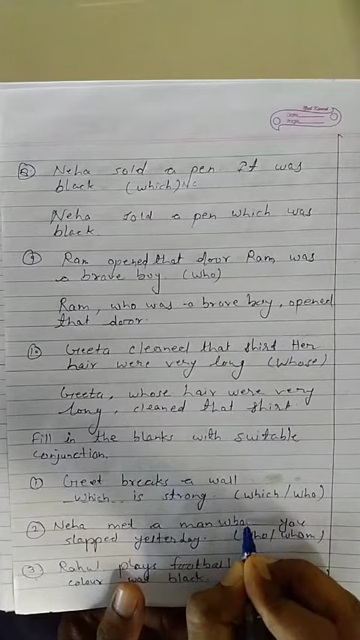 ⑧ Neha sold a pen It was
black (which)
Neha sold a pen which was
black.
⑨ Ram opened that door Ram was
a brave boy (who)
Ram, who was a brave boy, opened
that door.
⑩ Geeta cleaned that shirt Her
hair were very long (Whose)
Geeta, whose hair were very
long, cleaned that shirt
Fill in the blanks with suitable
conjunction.
① Geet breaks a wall
which is strong. (which/who)
② Neha met a man who you
slapped yesterday. (who/whom)
③ Rahul plays football
colour was black.